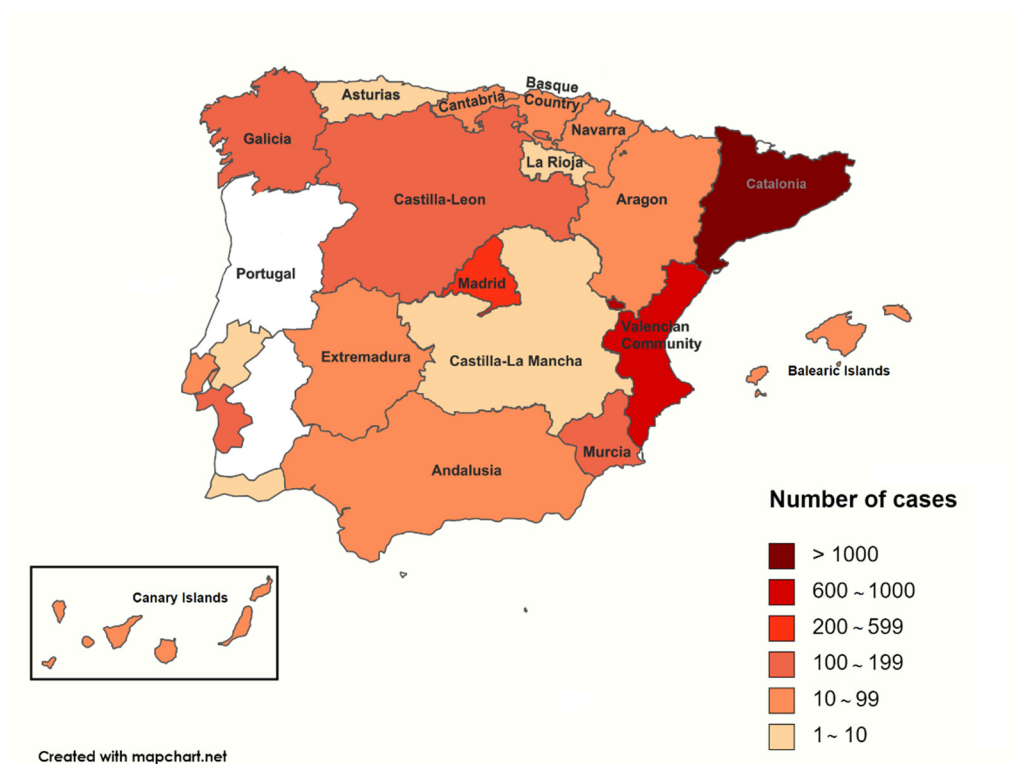 Basque
Country
Asturias
Cantabria
Galicia
Navarra
La Rioja
Castilla-Leon
Aragon
Catalonia
Portugal
Madrid
Valencian
Community
Extremadura
Castilla-La Mancha
Balearic Islands
Murcia
Andalusia
Number of cases
> 1000
600 ~ 1000
200 ~ 599
100 ~ 199
10 ~ 99
1 ~ 10
Canary Islands
Created with mapchart.net